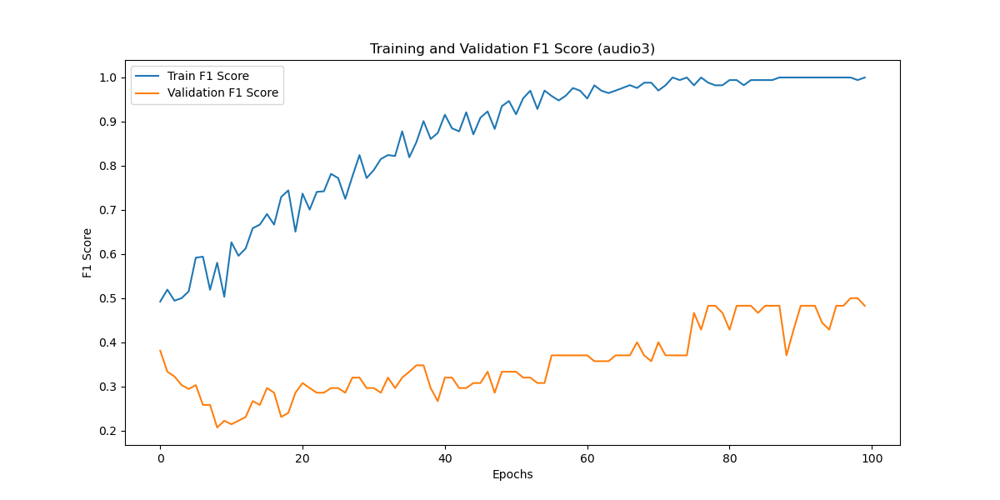 Training and Validation F1 Score (audio3)
Train F1 Score
Validation F1 Score
F1 Score
1.0
0.9
0.8
0.7
0.6
0.5
0.4
0.3
0.2
0 20 40 60 80 100
Epochs